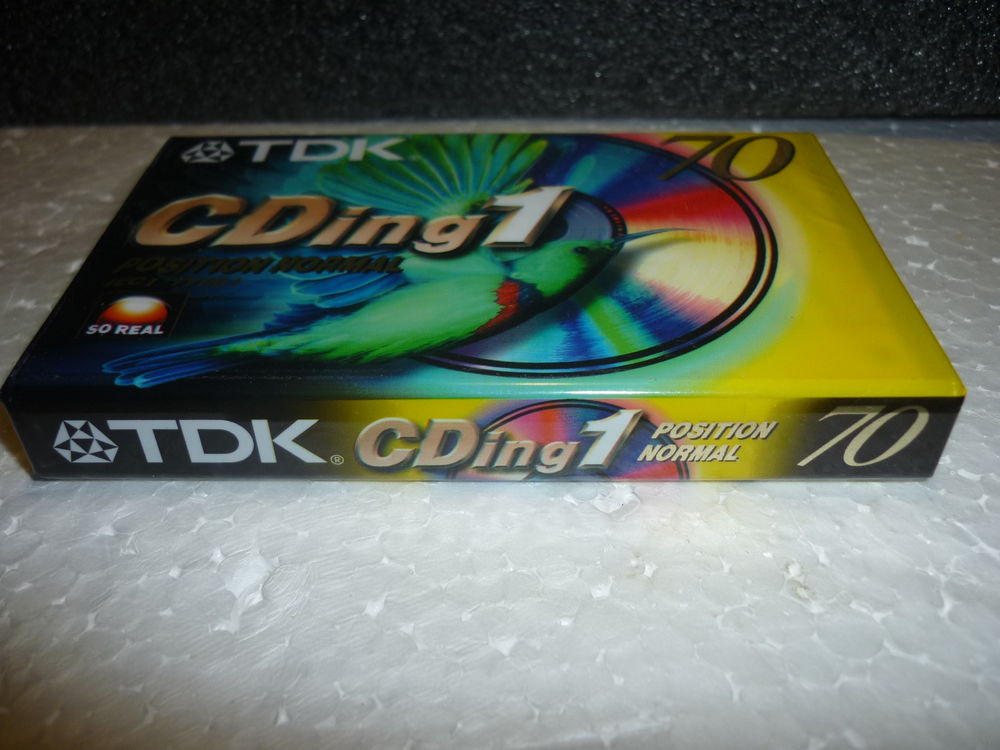 TDK 70
CDing1
POSITION NORMAL
SO REAL
TDK® CDing1 POSITION NORMAL 70